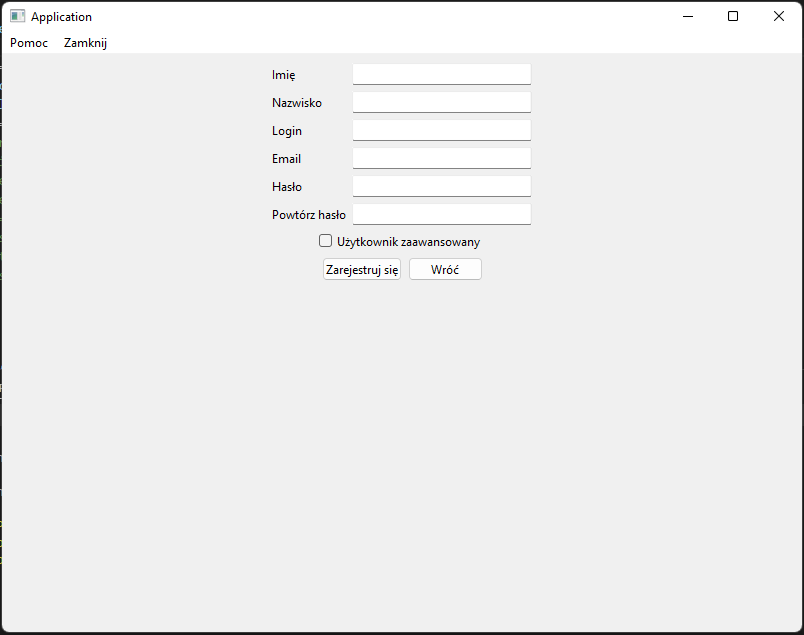 Application
Pomoc Zamknij
Imię
Nazwisko
Login
Email
Hasło
Powtórz hasło
Użytkownik zaawansowany
Zarejestruj się Wróć